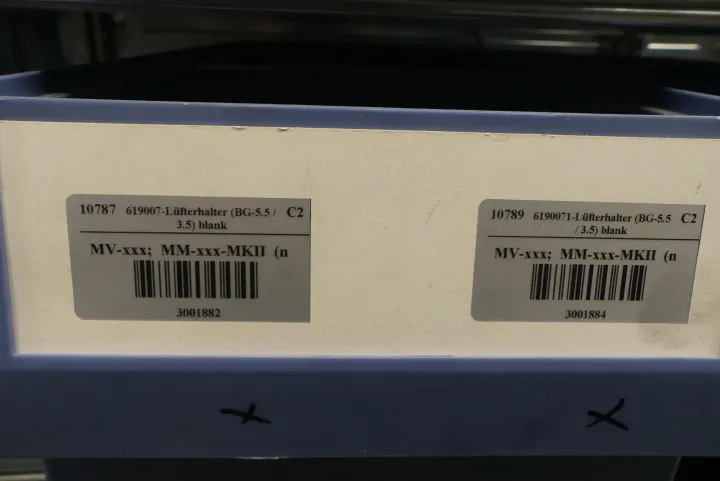 10787 619007-Lüfterhalter (BG-5.5 / C2
3.5) blank
MV-xxx; MM-xxx-MKII (n
3001882
10789 6190071-Lüfterhalter (BG-5.5 C2
/ 3.5) blank
MV-xxx; MM-xxx-MKII (n
3001884